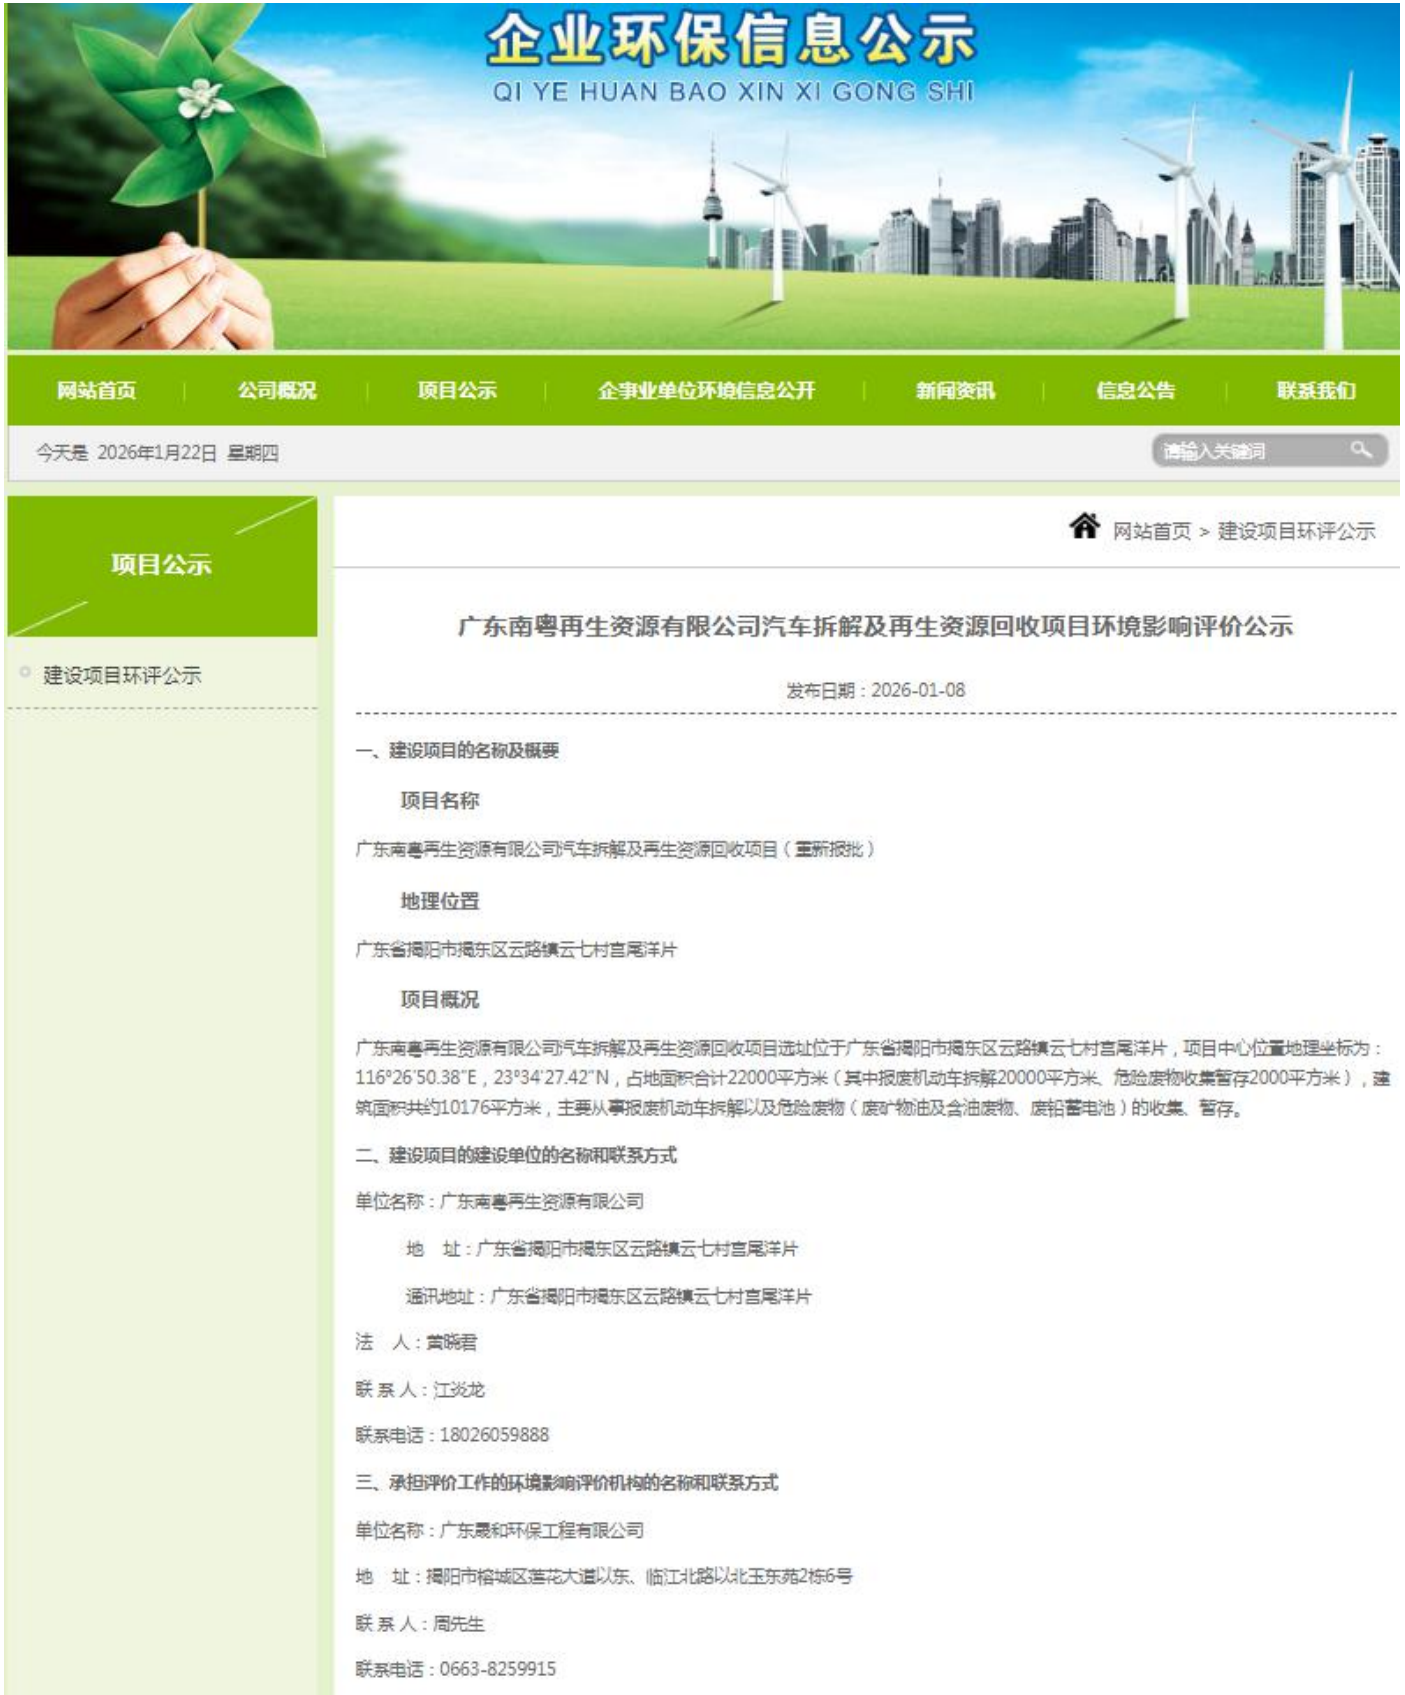 企业环保信息公示
QI YE HUAN BAO XIN XI GONG SHI
网站首页 公司概况 项目公示 企事业单位环境信息公开 新闻资讯 信息公告 联系我们
今天是 2026年1月22日 星期四 请输入关键词
项目公示
建设项目环评公示
网站首页 > 建设项目环评公示
广东南粤再生资源有限公司汽车拆解及再生资源回收项目环境影响评价公示
发布日期：2026-01-08
一、建设项目的名称及概要
项目名称
广东南粤再生资源有限公司汽车拆解及再生资源回收项目（重新报批）
地理位置
广东省揭阳市揭东区云路镇云七村宫尾洋片
项目概况
广东南粤再生资源有限公司汽车拆解及再生资源回收项目选址位于广东省揭阳市揭东区云路镇云七村宫尾洋片，项目中心位置地理坐标为：
116°26'50.38"E，23°34'27.42"N，占地面积合计22000平方米（其中报废机动车拆解20000平方米、危险废物收集暂存2000平方米），建
筑面积共约10176平方米，主要从事报废机动车拆解以及危险废物（废矿物油及含油废物、废铅蓄电池）的收集、暂存。
二、建设项目的建设单位的名称和联系方式
单位名称：广东南粤再生资源有限公司
地 址：广东省揭阳市揭东区云路镇云七村宫尾洋片
通讯地址：广东省揭阳市揭东区云路镇云七村宫尾洋片
法 人：黄晓君
联 系 人：江炎龙
联系电话：18026059888
三、承担评价工作的环境影响评价机构的名称和联系方式
单位名称：广东晟和环保工程有限公司
地 址：揭阳市榕城区莲花大道以东、临江北路以北玉东苑2栋6号
联 系 人：周先生
联系电话：0663-8259915